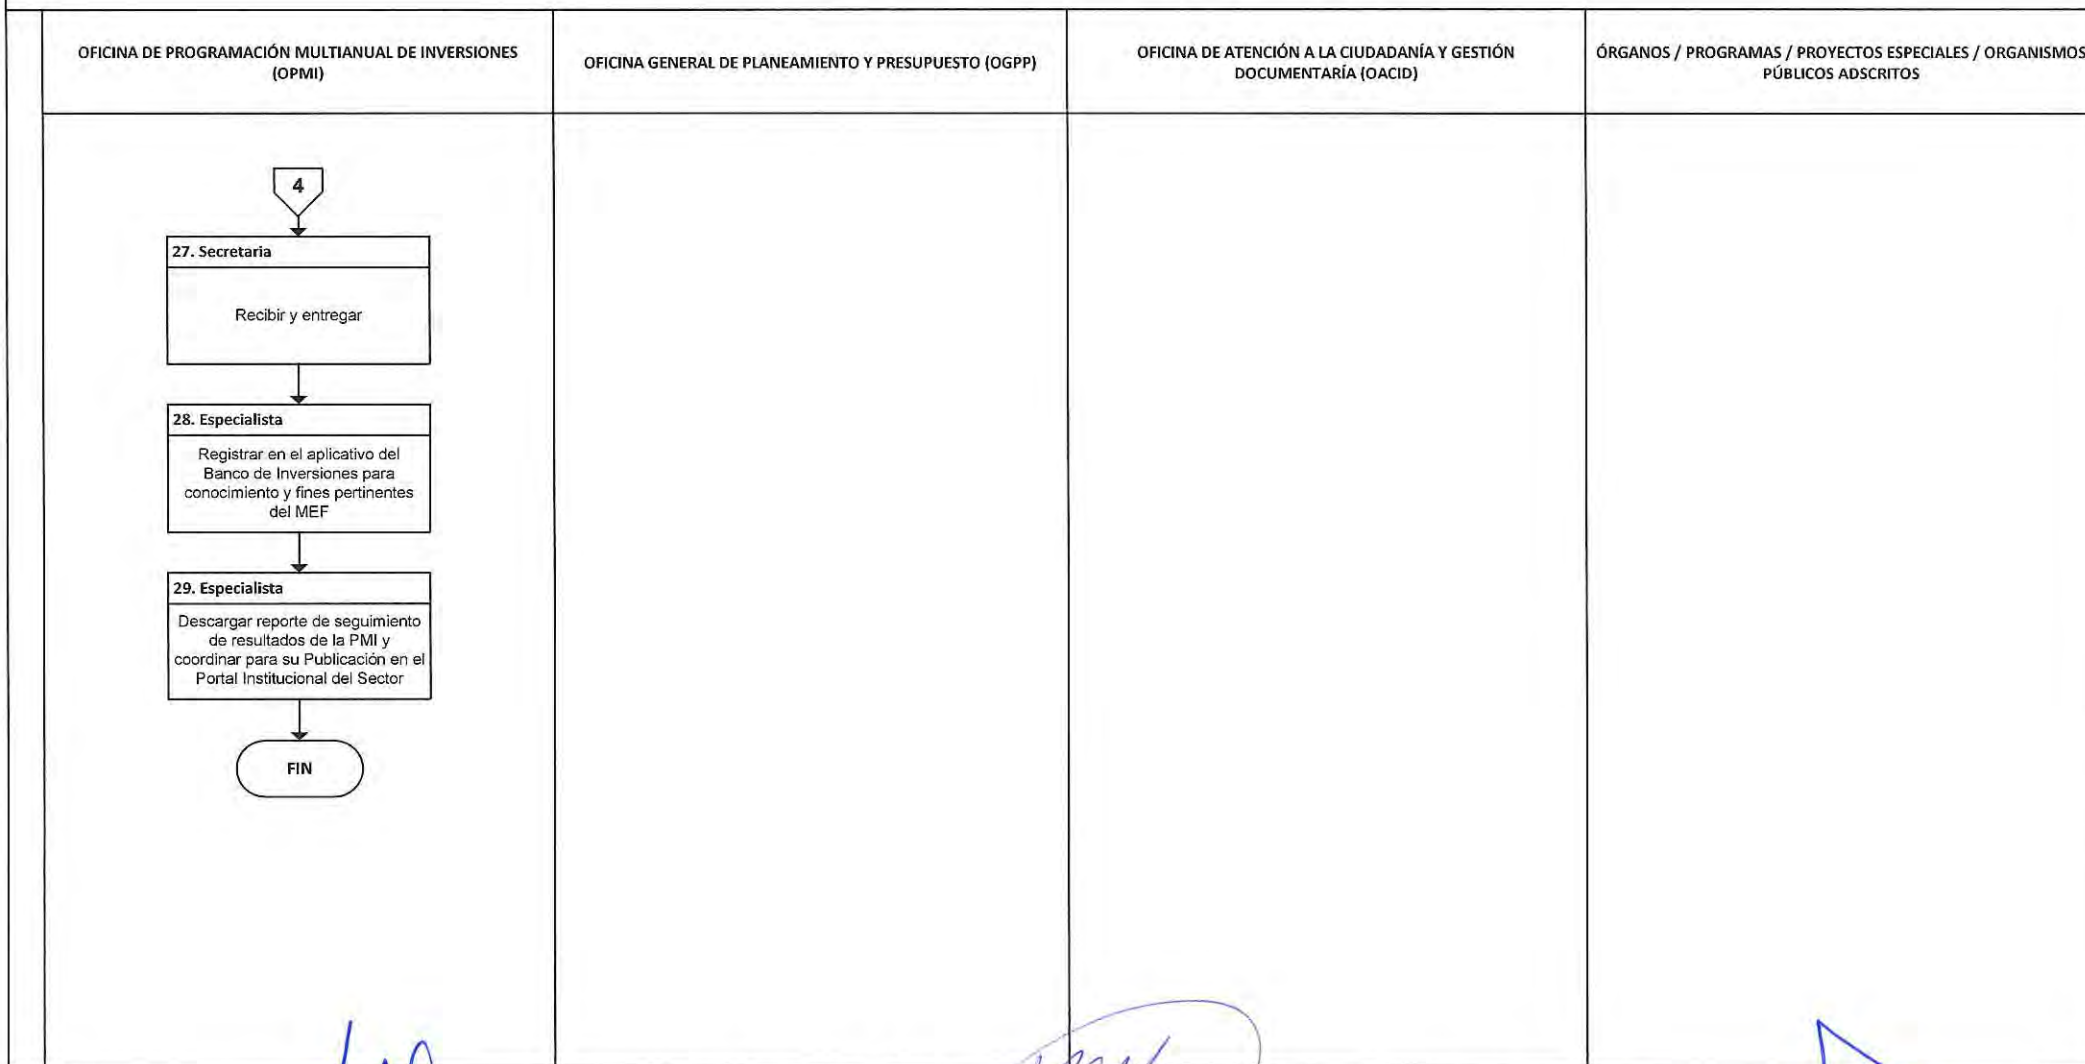 OFICINA DE PROGRAMACIÓN MULTIANUAL DE INVERSIONES
(OPMI)
OFICINA GENERAL DE PLANEAMIENTO Y PRESUPUESTO (OGPP)
OFICINA DE ATENCIÓN A LA CIUDADANÍA Y GESTIÓN
DOCUMENTARÍA (OACID)
ÓRGANOS / PROGRAMAS / PROYECTOS ESPECIALES / ORGANISMOS
PÚBLICOS ADSCRITOS
4
27. Secretaria
Recibir y entregar
28. Especialista
Registrar en el aplicativo del
Banco de Inversiones para
conocimiento y fines pertinentes
del MEF
29. Especialista
Descargar reporte de seguimiento
de resultados de la PMI y
coordinar para su Publicación en el
Portal Institucional del Sector
FIN